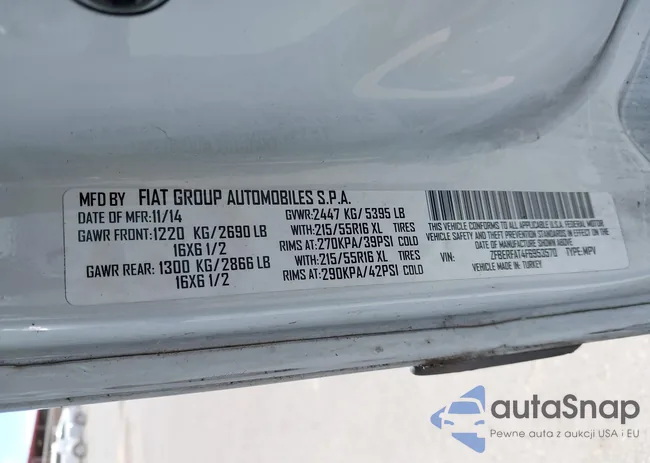 MFD BY FIAT GROUP AUTOMOBILES S.P.A.
DATE OF MFR: 11/14 GVWR: 2447 KG/5395 LB
GAWR FRONT: 1220 KG/2690 LB WITH: 215/55R16 XL TIRES
16X6 1/2 RIMS AT: 270KPA/39PSI COLD
GAWR REAR: 1300 KG/2866 LB WITH: 215/55R16 XL TIRES
16X6 1/2 RIMS AT: 290KPA/42PSI COLD
THIS VEHICLE CONFORMS TO ALL APPLICABLE U.S.A. FEDERAL MOTOR
VEHICLE SAFETY, BUMPER, AND THEFT PREVENTION STANDARDS IN EFFECT
ON THE DATE OF MANUFACTURE SHOWN ABOVE.
VIN: TYPE: MPV
VEHICLE MADE IN: TURKEY
autaSnap
Pewne auta z aukcji USA i EU